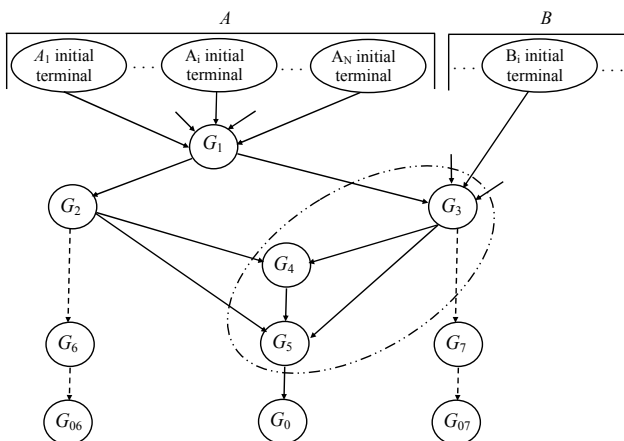 A B
A₁ initial terminal . . . Aᵢ initial terminal . . . A_N initial terminal . . . Bᵢ initial terminal . . .
G₁
G₂ G₃
G₄
G₅
G₆ G₇
G₀₆ G₀ G₀₇